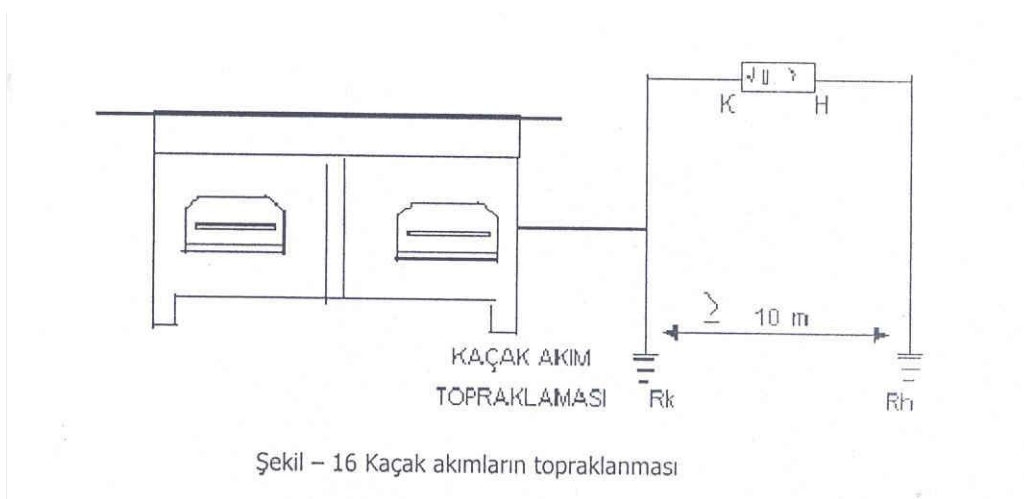 K H
≥ 10 m
KAÇAK AKIM
TOPRAKLAMASI
Rk
Rh
Şekil – 16 Kaçak akımların topraklanması